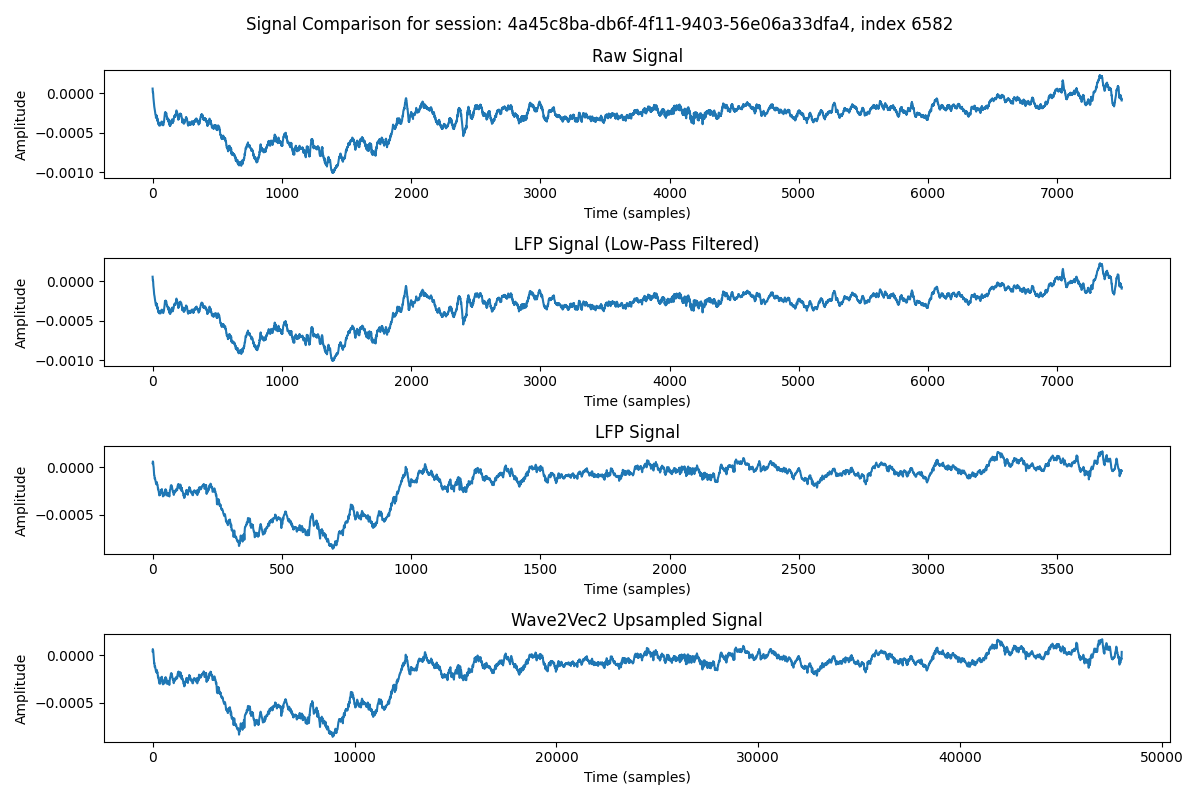 Signal Comparison for session: 4a45c8ba-db6f-4f11-9403-56e06a33dfa4, index 6582
Raw Signal
Amplitude
0.0000
−0.0005
−0.0010
0 1000 2000 3000 4000 5000 6000 7000
Time (samples)
LFP Signal (Low-Pass Filtered)
Amplitude
0.0000
−0.0005
−0.0010
0 1000 2000 3000 4000 5000 6000 7000
Time (samples)
LFP Signal
Amplitude
0.0000
−0.0005
0 500 1000 1500 2000 2500 3000 3500
Time (samples)
Wave2Vec2 Upsampled Signal
Amplitude
0.0000
−0.0005
0 10000 20000 30000 40000 50000
Time (samples)